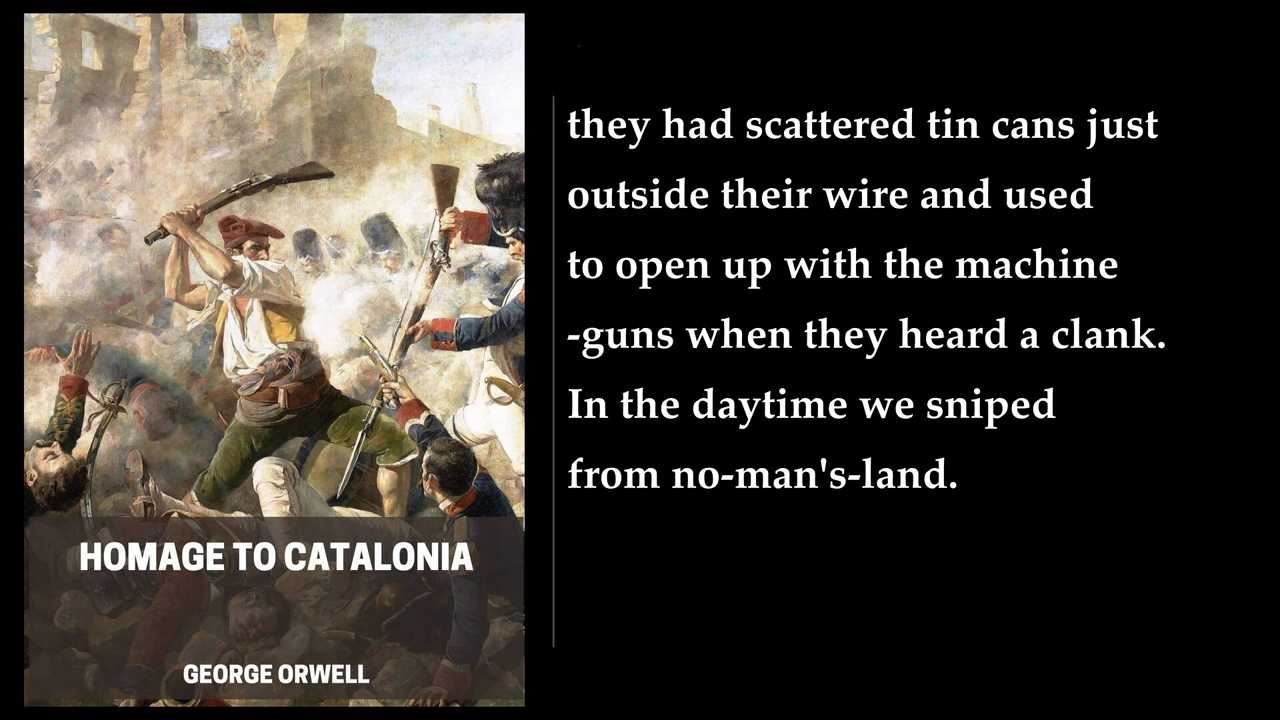 HOMAGE TO CATALONIA
GEORGE ORWELL
they had scattered tin cans just
outside their wire and used
to open up with the machine
-guns when they heard a clank.
In the daytime we sniped
from no-man's-land.